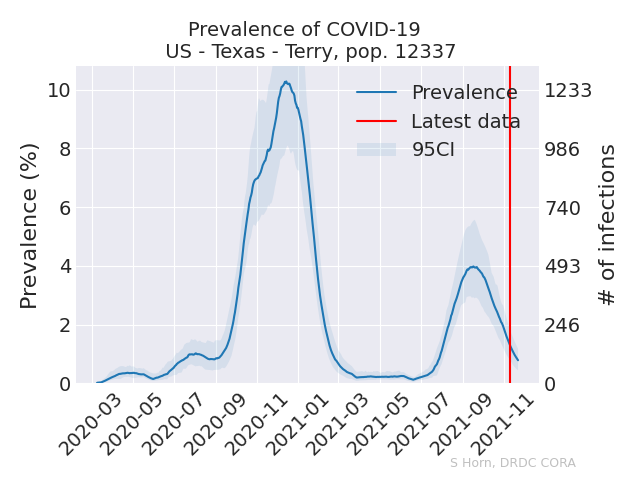 Prevalence of COVID-19
US - Texas - Terry, pop. 12337
Prevalence (%)
10
8
6
4
2
0
Prevalence
Latest data
95CI
1233
986
740
493
246
0
# of infections
2020-03
2020-05
2020-07
2020-09
2020-11
2021-01
2021-03
2021-05
2021-07
2021-09
2021-11
S Horn, DRDC CORA